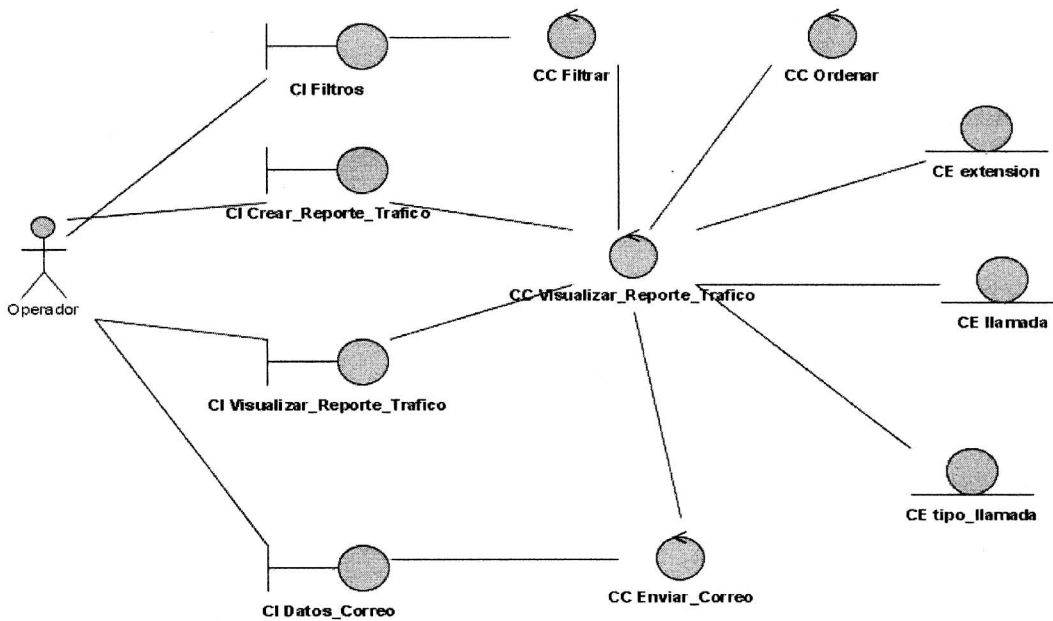 CI Filtros
CC Filtrar
CC Ordenar
CE extension
CI Crear_Reporte_Trafico
Operador
CC Visualizar_Reporte_Trafico
CE llamada
CI Visualizar_Reporte_Trafico
CE tipo_llamada
CI Datos_Correo
CC Enviar_Correo